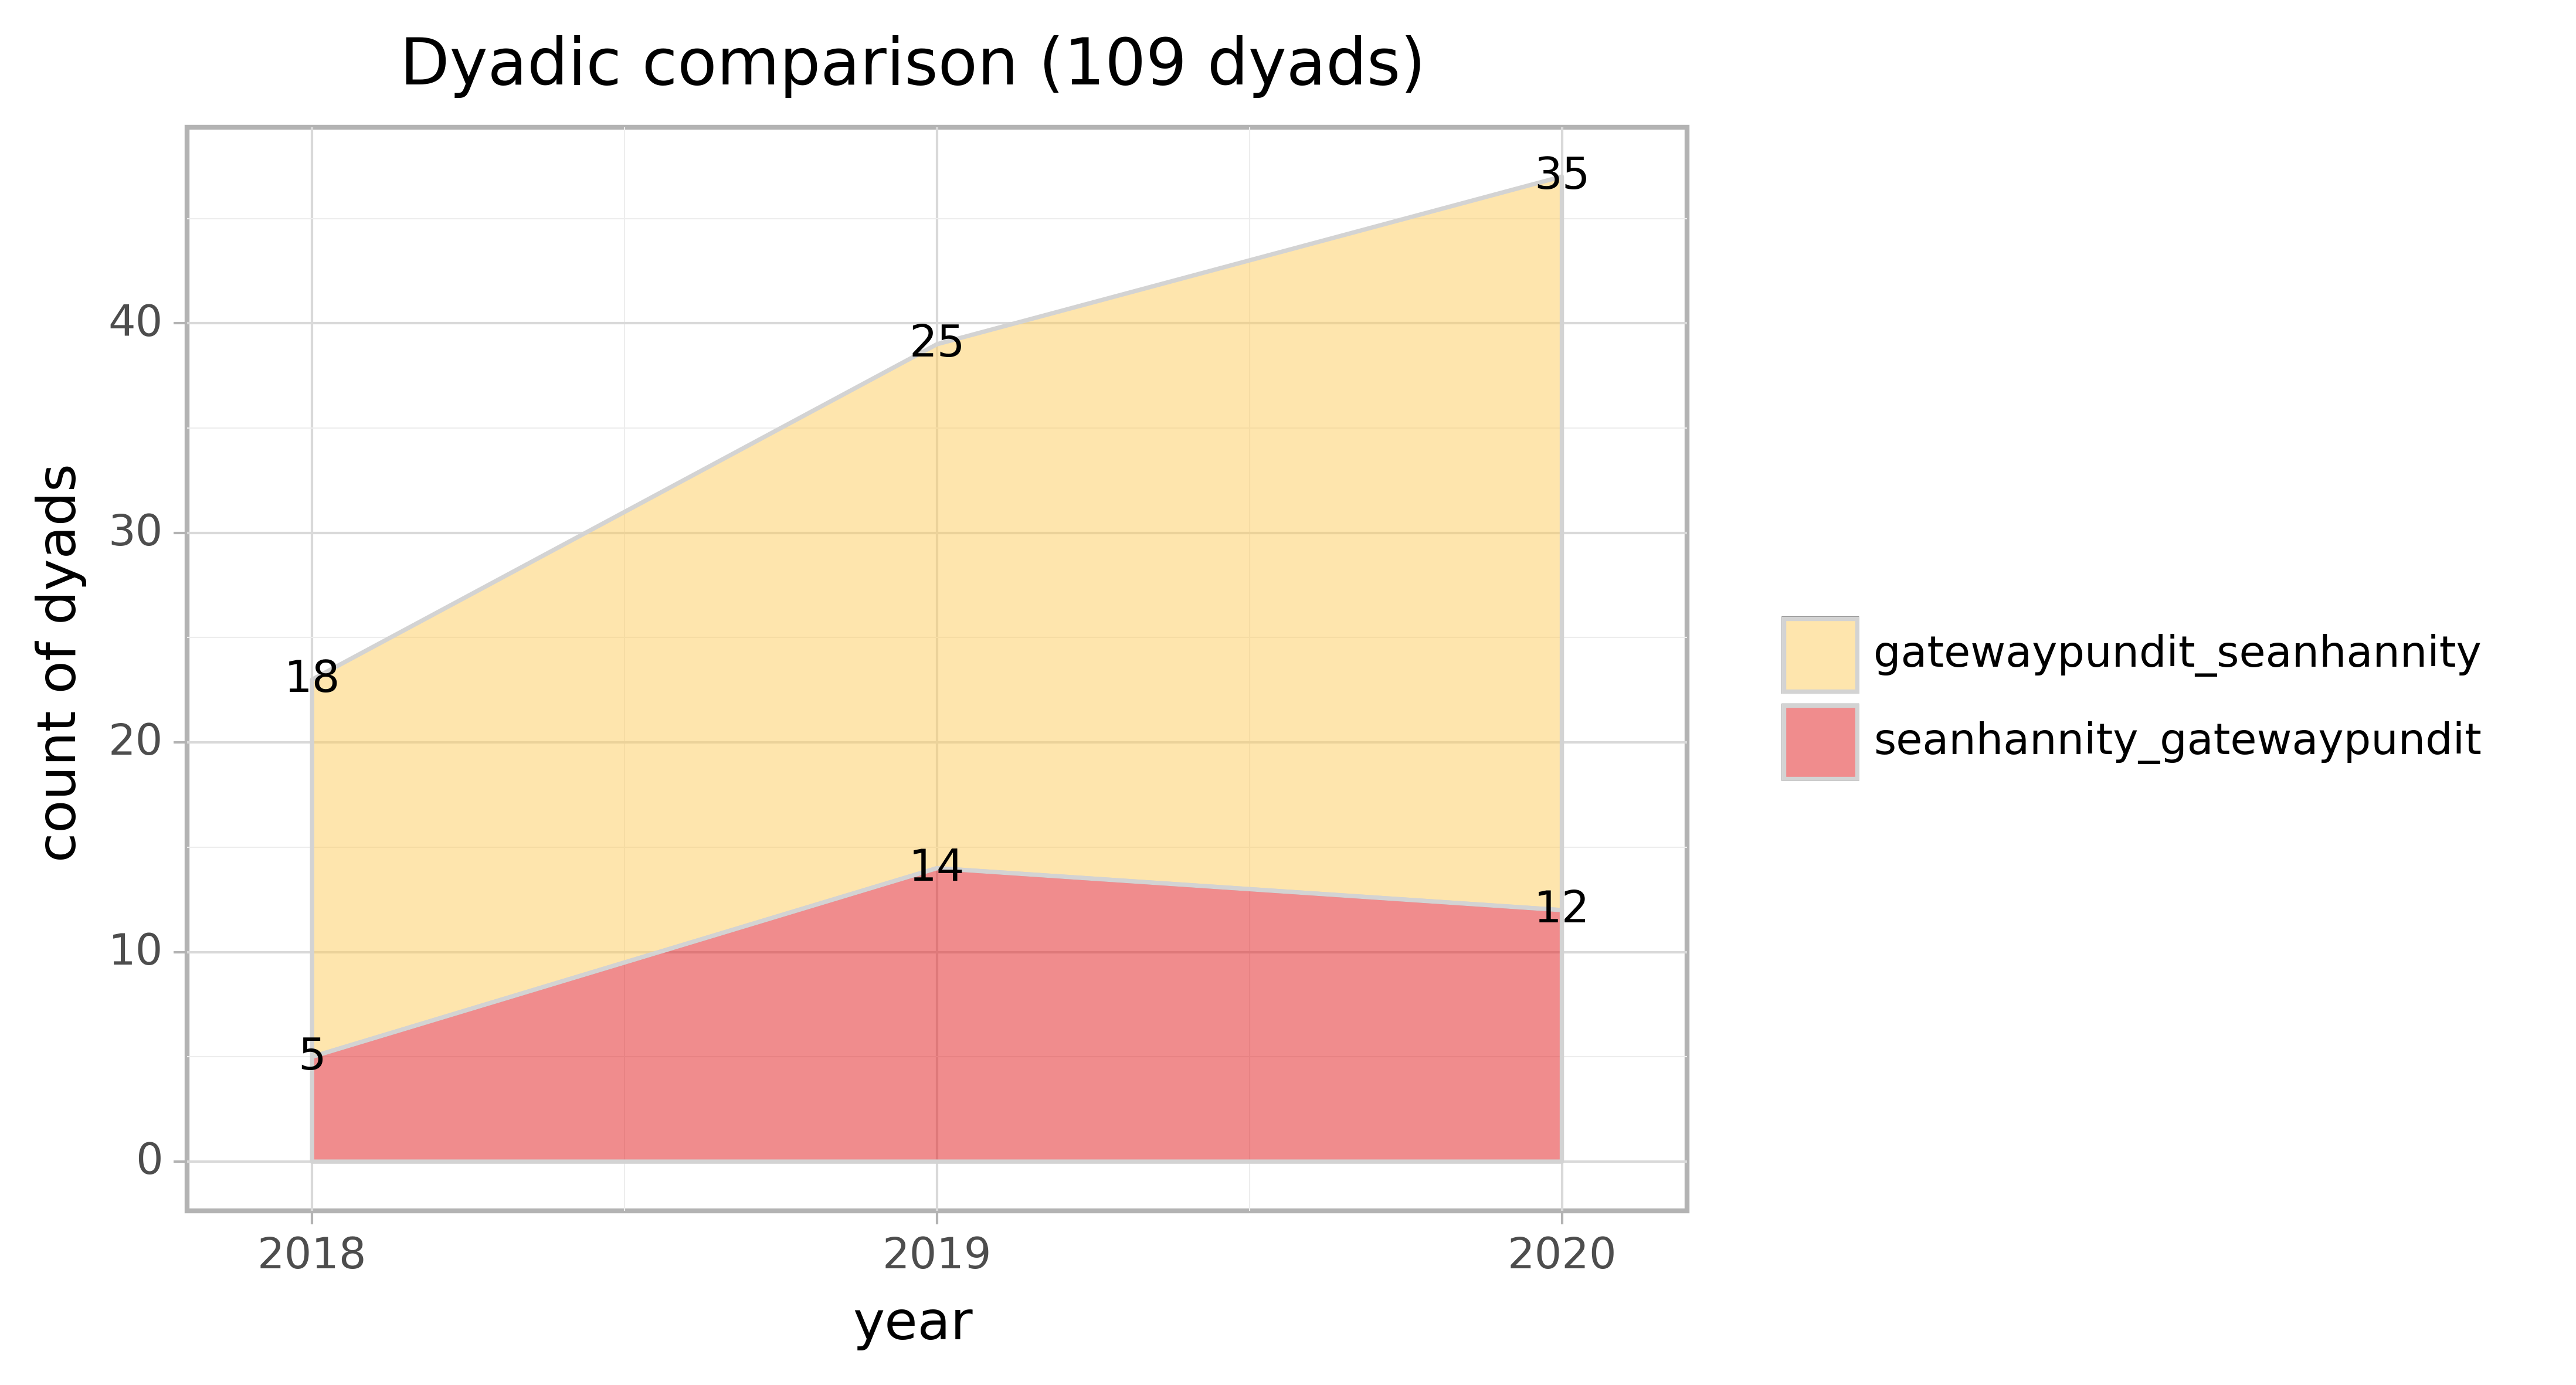 Dyadic comparison (109 dyads)
count of dyads
40
30
20
10
0
18
25
35
5
14
12
2018
2019
2020
year
gatewaypundit_seanhannity
seanhannity_gatewaypundit